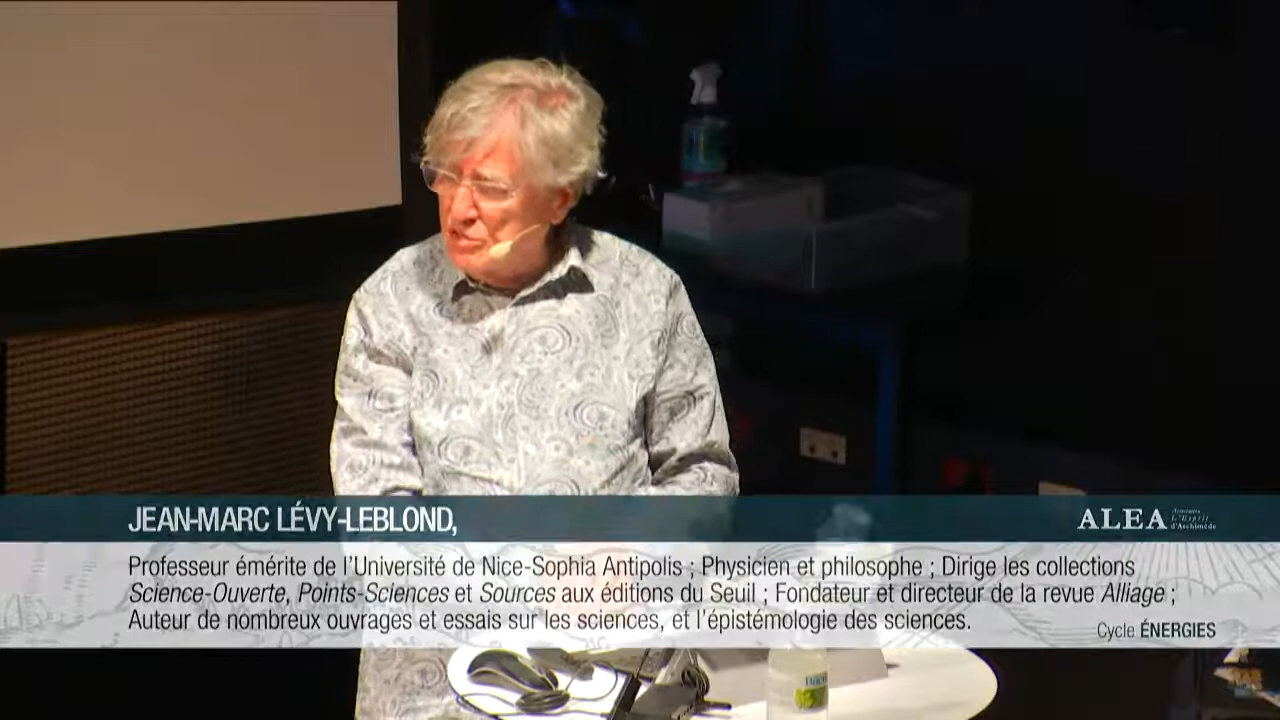 JEAN-MARC LÉVY-LEBLOND,
ALEA
L'Esprit
d'Archimède
Professeur émérite de l'Université de Nice-Sophia Antipolis ; Physicien et philosophe ; Dirige les collections
Science-Ouverte, Points-Sciences et Sources aux éditions du Seuil ; Fondateur et directeur de la revue Alliage ;
Auteur de nombreux ouvrages et essais sur les sciences, et l'épistémologie des sciences.
Cycle ÉNERGIES